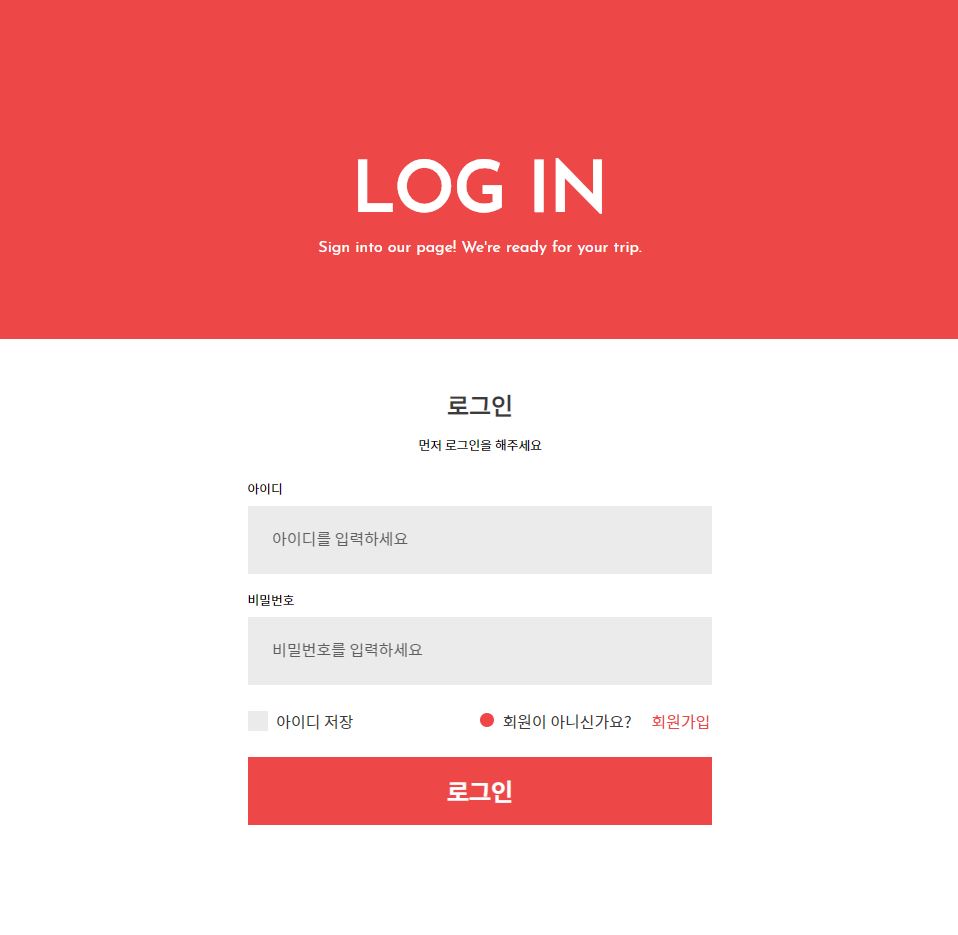 LOG IN
Sign into our page! We're ready for your trip.
로그인
먼저 로그인을 해주세요
아이디
아이디를 입력하세요
비밀번호
비밀번호를 입력하세요
아이디 저장 회원이 아니신가요? 회원가입
로그인